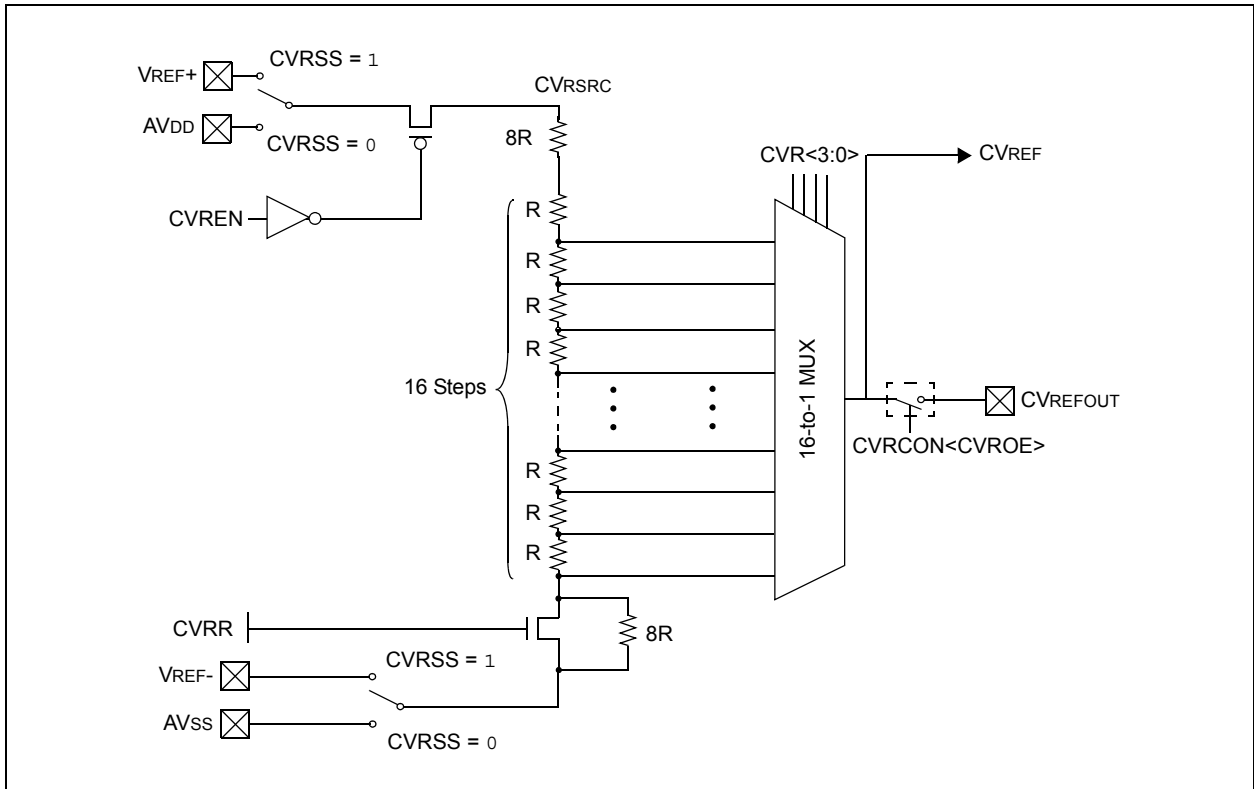 CVRSS = 1
VREF+
CVRSRC
AVDD
8R
CVRSS = 0
CVR<3:0>
CVREF
CVREN
R
R
R
R
16 Steps
16-to-1 MUX
CVREFOUT
CVRCON<CVROE>
R
R
R
CVRR
8R
CVRSS = 1
VREF-
AVSS
CVRSS = 0